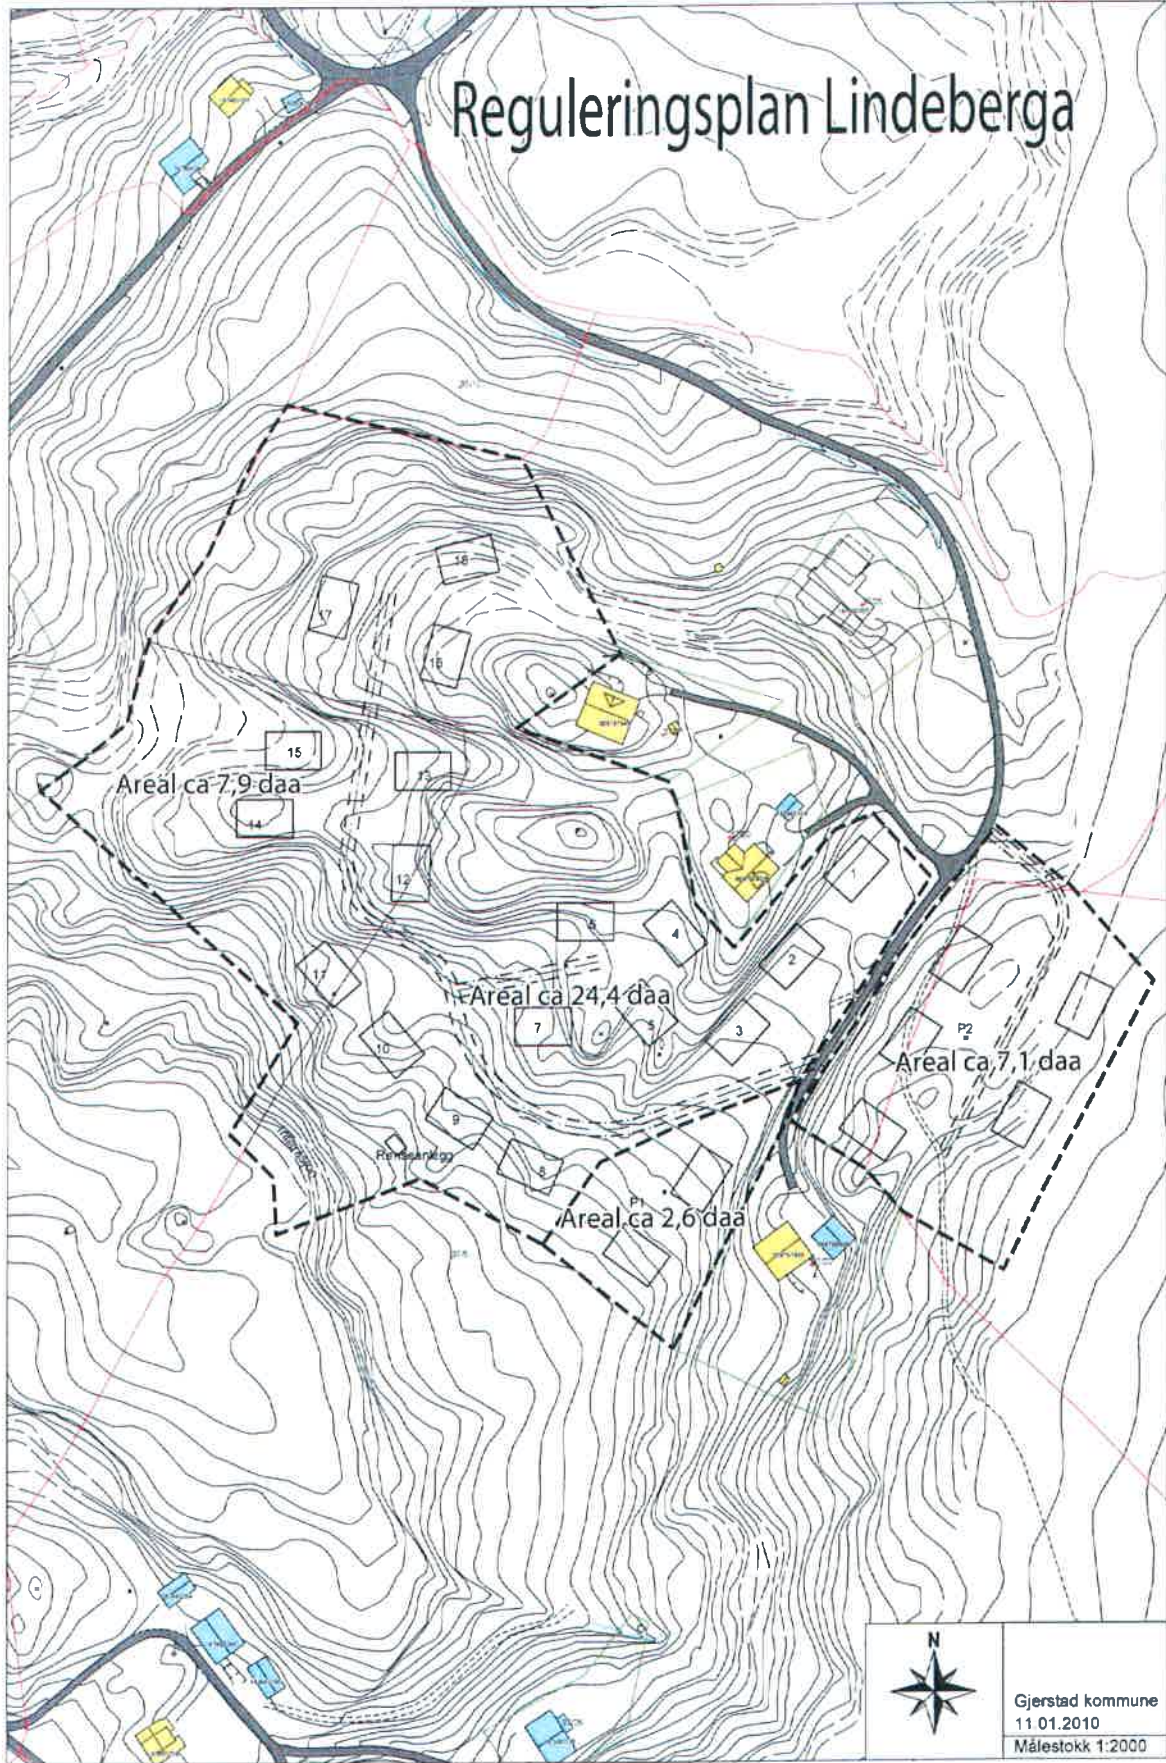 Reguleringsplan Lindeberga
18
17
16
15
Areal ca 7,9 daa
13
14
12
1
6
4
2
11
Areal ca 24,4 daa
7
5
3
P2
10
Areal ca 7,1 daa
9
Renseanlegg
8
P1
Areal ca 2,6 daa
N
Gjerstad kommune
11.01.2010
Målestokk 1:2000